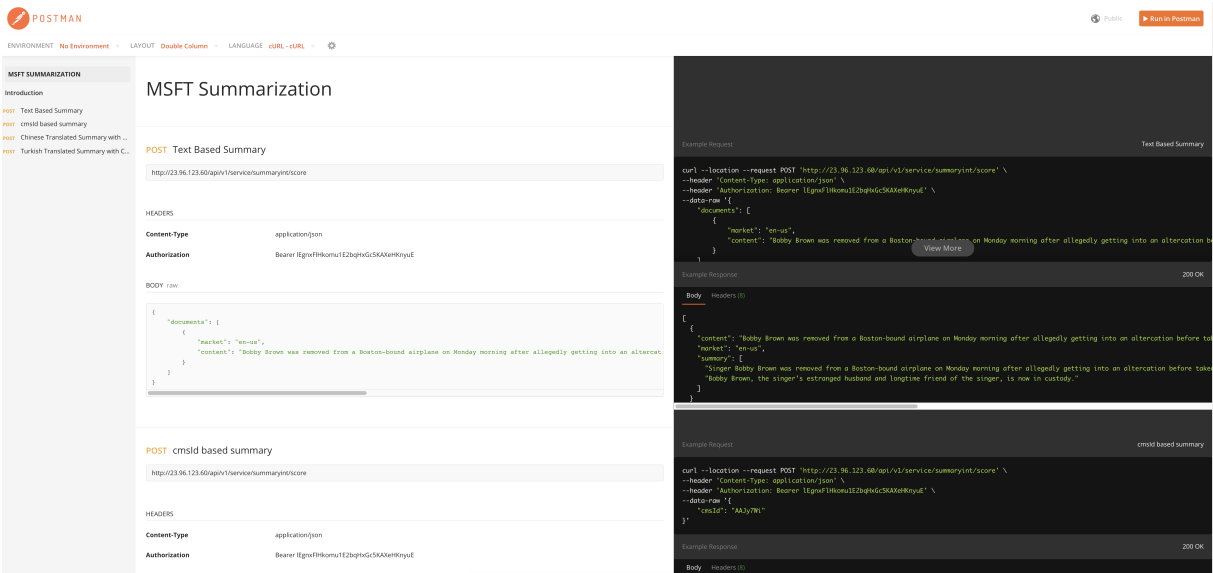 POSTMAN
Public
Run in Postman
ENVIRONMENT No Environment LAYOUT Double Column LANGUAGE cURL - cURL
MSFT SUMMARIZATION
Introduction
POST Text Based Summary
POST cmsId based summary
POST Chinese Translated Summary with ...
POST Turkish Translated Summary with C...
MSFT Summarization
POST Text Based Summary
http://23.96.123.60/api/v1/service/summaryint/score
HEADERS
Content-Type application/json
Authorization Bearer lEgnxFlHkomu1E2bqHxGc5KAXeHKnyuE
BODY raw
{
"documents": [
{
"market": "en-us",
"content": "Bobby Brown was removed from a Boston-bound airplane on Monday morning after allegedly getting into an altercat
}
]
}
POST cmsId based summary
http://23.96.123.60/api/v1/service/summaryint/score
HEADERS
Content-Type application/json
Authorization Bearer lEgnxFlHkomu1E2bqHxGc5KAXeHKnyuE
Example Request Text Based Summary
curl --location --request POST 'http://23.96.123.60/api/v1/service/summaryint/score' \
--header 'Content-Type: application/json' \
--header 'Authorization: Bearer lEgnxFlHkomu1E2bqHxGc5KAXeHKnyuE' \
--data-raw '{
"documents": [
{
"market": "en-us",
"content": "Bobby Brown was removed from a Boston-bound airplane on Monday morning after allegedly getting into an altercation be
}
]
View More
Example Response 200 OK
Body Headers (8)
[
{
"content": "Bobby Brown was removed from a Boston-bound airplane on Monday morning after allegedly getting into an altercation before tak
"market": "en-us",
"summary": [
"Singer Bobby Brown was removed from a Boston-bound airplane on Monday morning after allegedly getting into an altercation before taken
"Bobby Brown, the singer's estranged husband and longtime friend of the singer, is now in custody."
]
}
Example Request cmsId based summary
curl --location --request POST 'http://23.96.123.60/api/v1/service/summaryint/score' \
--header 'Content-Type: application/json' \
--header 'Authorization: Bearer lEgnxFlHkomu1E2bqHxGc5KAXeHKnyuE' \
--data-raw '{
"cmsId": "AAJy7Wi"
}'
Example Response 200 OK
Body Headers (8)